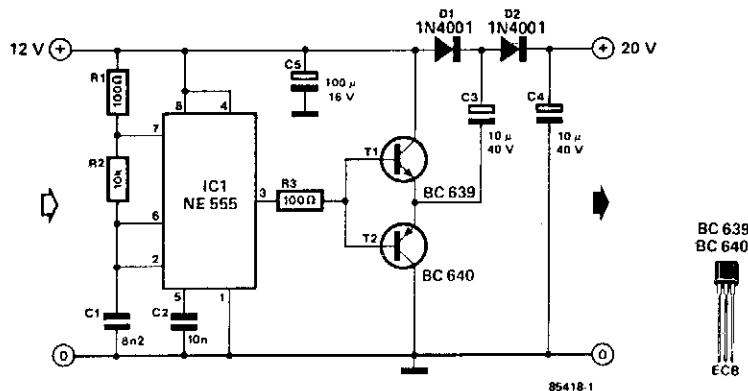 D1
1N4001
D2
1N4001
12 V
+
+
20 V
R1
100Ω
C5
100 µ
16 V
C3
10 µ
40 V
C4
10 µ
40 V
8
4
7
R2
10k
IC1
NE 555
3
R3
100Ω
T1
BC 639
6
T2
BC 640
2
5
1
C1
8n2
C2
10n
0
0
BC 639
BC 640
ECB
85418-1